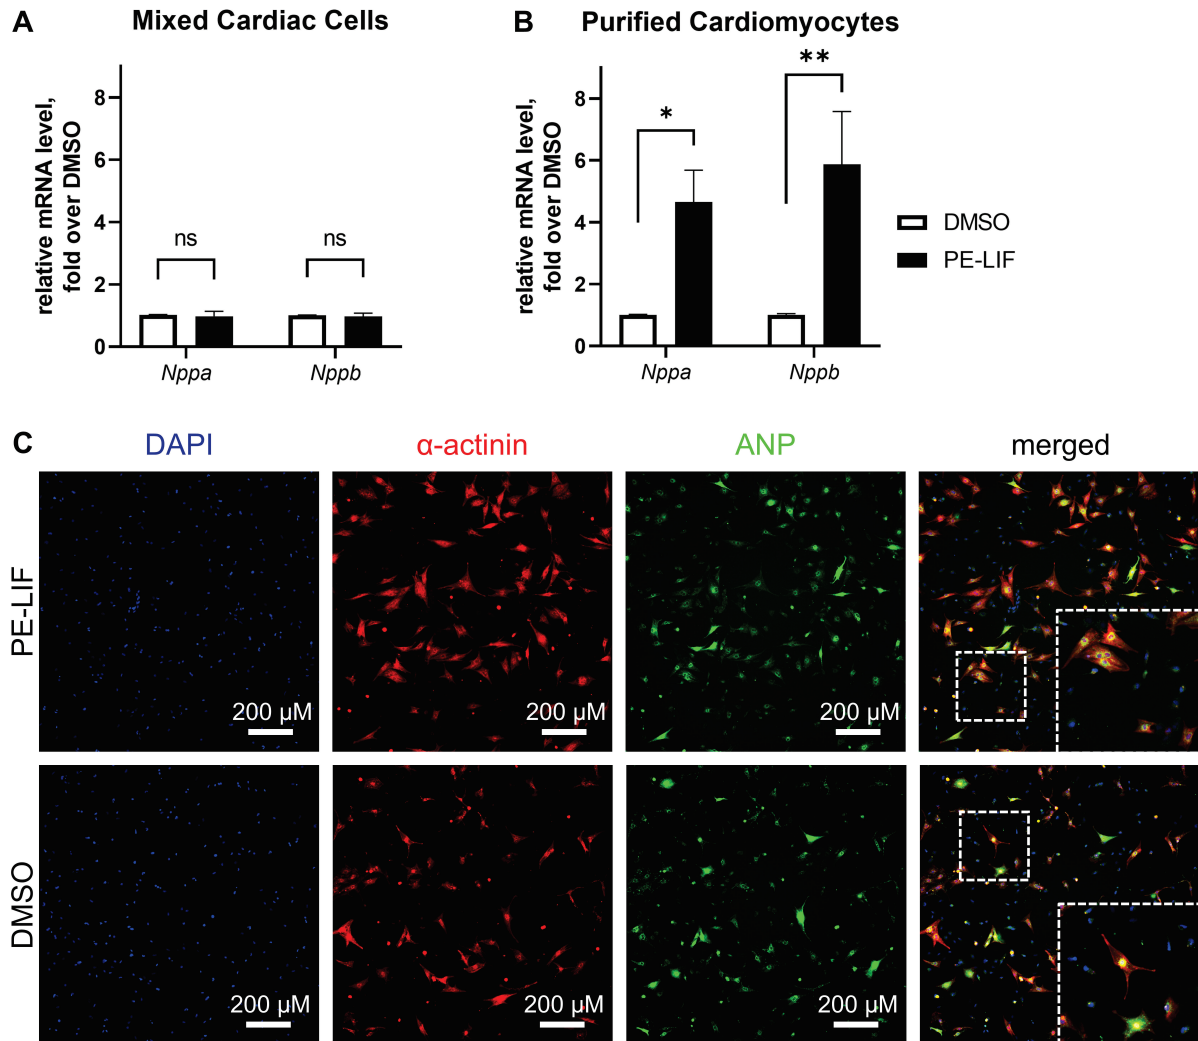 A Mixed Cardiac Cells
relative mRNA level,
fold over DMSO
8
6
4
2
0
ns ns
Nppa Nppb
B Purified Cardiomyocytes
relative mRNA level,
fold over DMSO
8
6
4
2
0
* **
Nppa Nppb
DMSO
PE-LIF
C DAPI α-actinin ANP merged
PE-LIF
200 μM 200 μM 200 μM
DMSO
200 μM 200 μM 200 μM